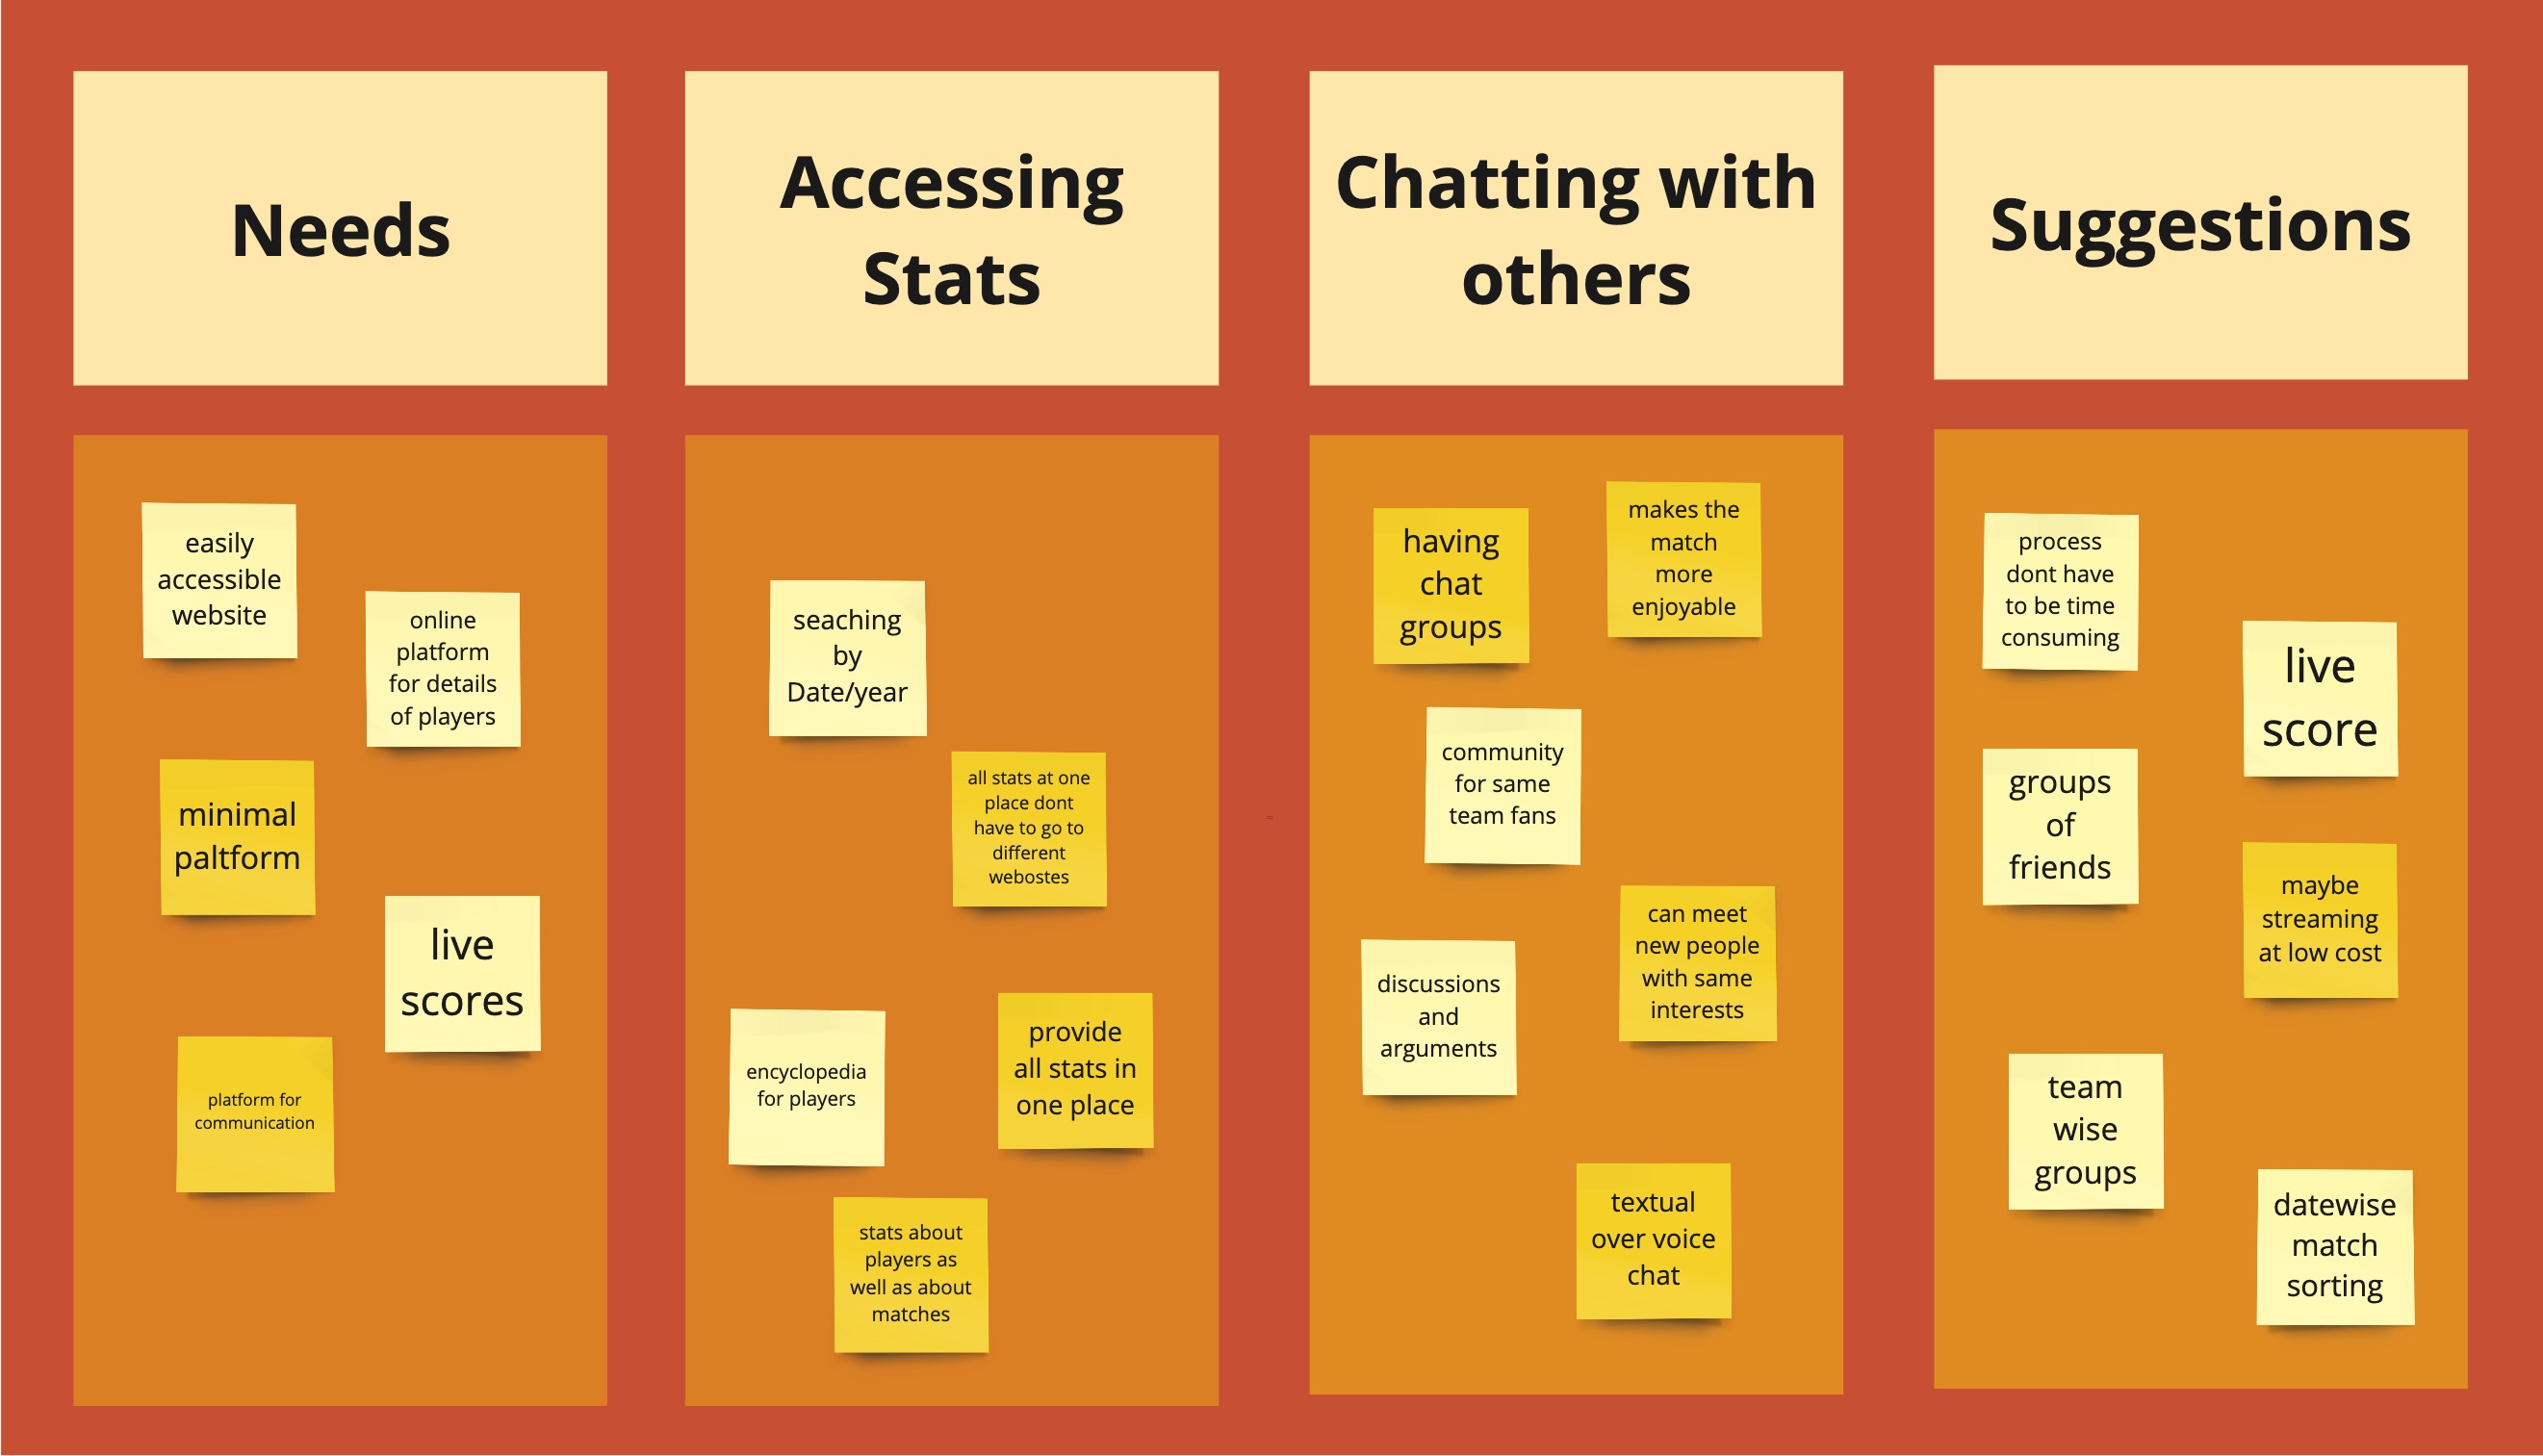 Needs
easily
accessible
website
online
platform
for details
of players
minimal
paltform
live
scores
platform for
communication
Accessing
Stats
seaching
by
Date/year
all stats at one
place dont
have to go to
different
webostes
encyclopedia
for players
provide
all stats in
one place
stats about
players as
well as about
matches
Chatting with
others
having
chat
groups
makes the
match
more
enjoyable
community
for same
team fans
can meet
new people
with same
interests
discussions
and
arguments
textual
over voice
chat
Suggestions
process
dont have
to be time
consuming
live
score
groups
of
friends
maybe
streaming
at low cost
team
wise
groups
datewise
match
sorting